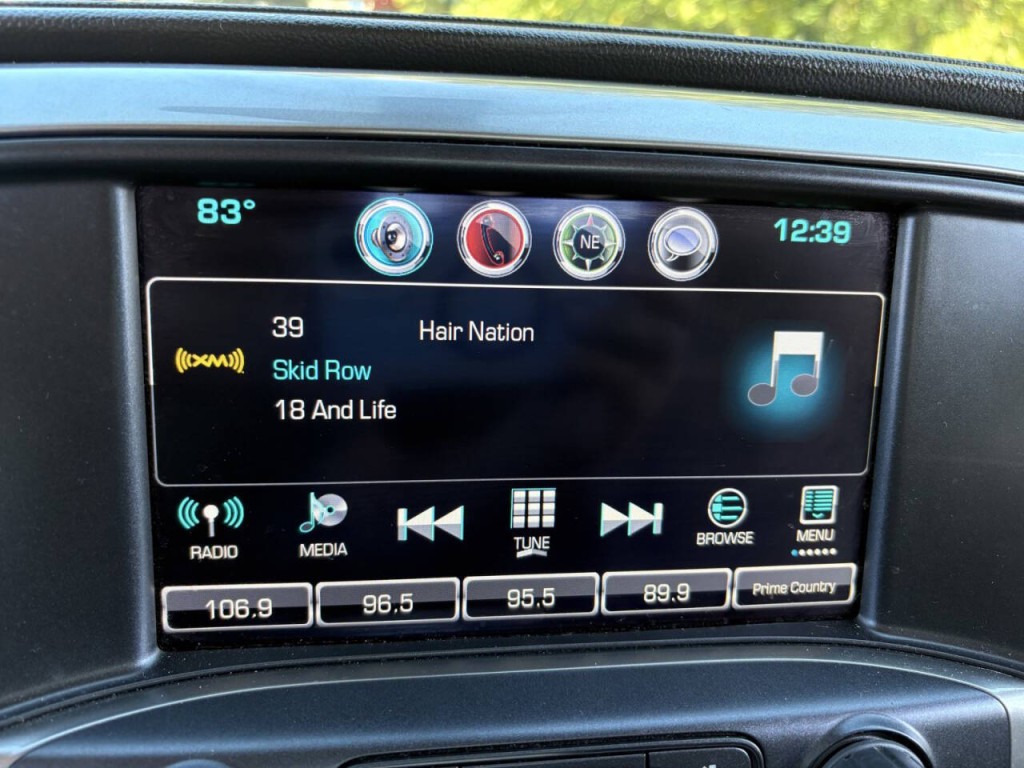 83°
NE
12:39
39 Hair Nation
((XM))
Skid Row
18 And Life
RADIO
MEDIA
TUNE
BROWSE
MENU
106.9
96.5
95.5
89.9
Prime Country